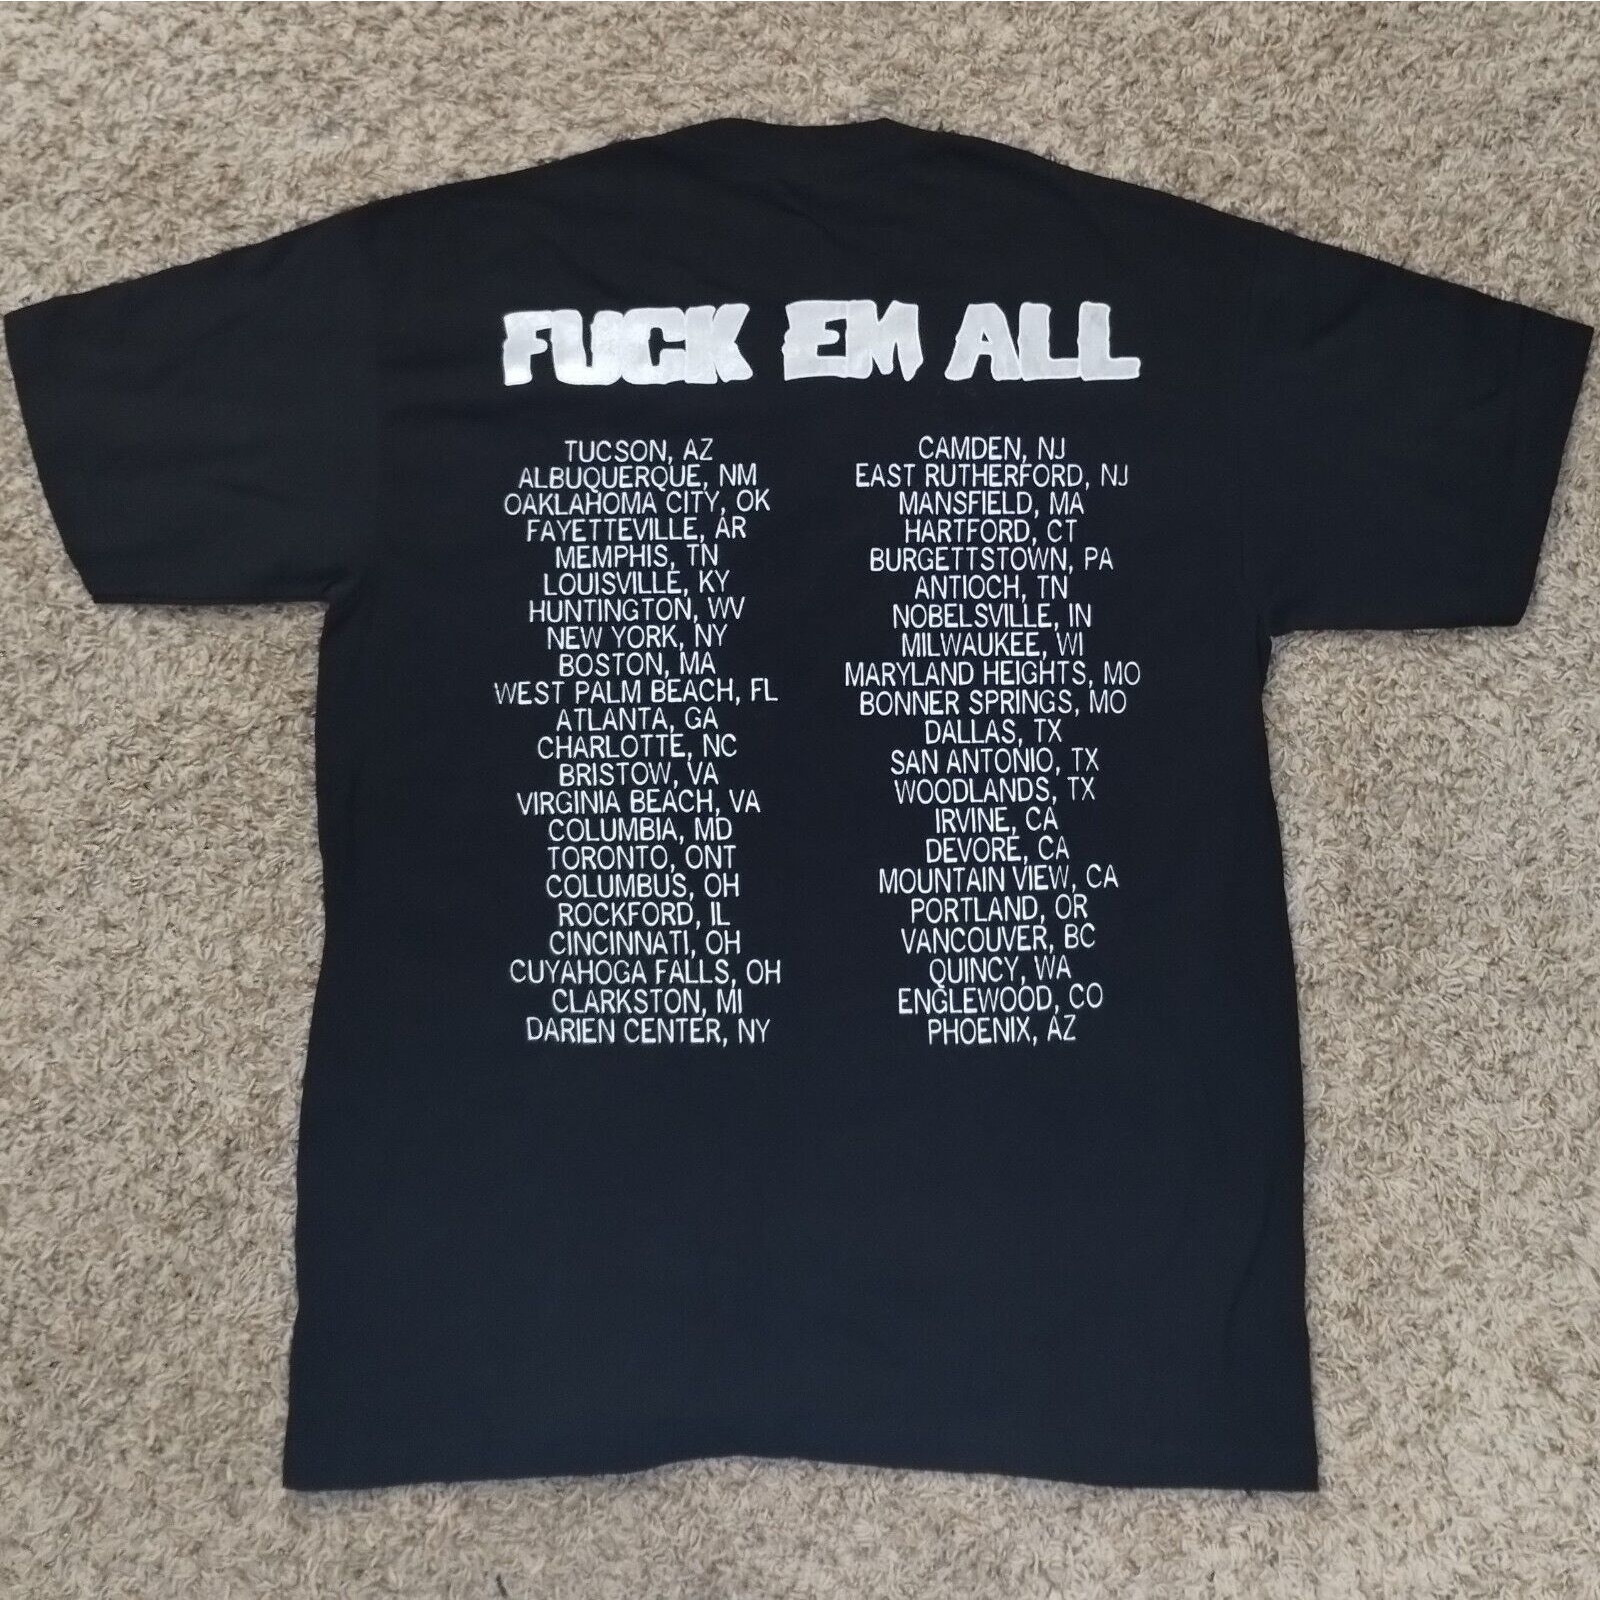 FUCK EM ALL
TUCSON, AZ
ALBUQUERQUE, NM
OAKLAHOMA CITY, OK
FAYETTEVILLE, AR
MEMPHIS, TN
LOUISVILLE, KY
HUNTINGTON, WV
NEW YORK, NY
BOSTON, MA
WEST PALM BEACH, FL
ATLANTA, GA
CHARLOTTE, NC
BRISTOW, VA
VIRGINIA BEACH, VA
COLUMBIA, MD
TORONTO, ONT
COLUMBUS, OH
ROCKFORD, IL
CINCINNATI, OH
CUYAHOGA FALLS, OH
CLARKSTON, MI
DARIEN CENTER, NY
CAMDEN, NJ
EAST RUTHERFORD, NJ
MANSFIELD, MA
HARTFORD, CT
BURGETTSTOWN, PA
ANTIOCH, TN
NOBELSVILLE, IN
MILWAUKEE, WI
MARYLAND HEIGHTS, MO
BONNER SPRINGS, MO
DALLAS, TX
SAN ANTONIO, TX
WOODLANDS, TX
IRVINE, CA
DEVORE, CA
MOUNTAIN VIEW, CA
PORTLAND, OR
VANCOUVER, BC
QUINCY, WA
ENGLEWOOD, CO
PHOENIX, AZ